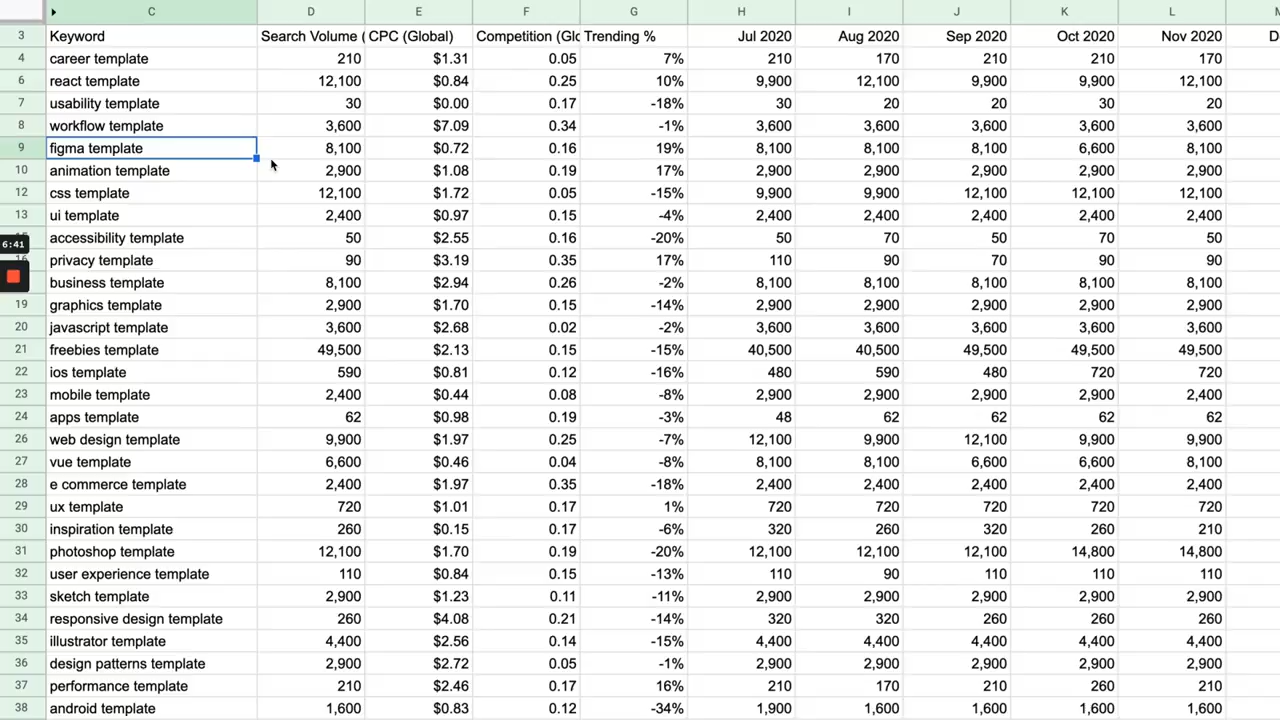 C D E F G H I J K L
3 Keyword Search Volume ( CPC (Global) Competition (Glo Trending % Jul 2020 Aug 2020 Sep 2020 Oct 2020 Nov 2020 D
4 career template 210 $1.31 0.05 7% 210 170 210 210 170
6 react template 12,100 $0.84 0.25 10% 9,900 12,100 9,900 9,900 12,100
7 usability template 30 $0.00 0.17 -18% 30 20 20 30 20
8 workflow template 3,600 $7.09 0.34 -1% 3,600 3,600 3,600 3,600 3,600
9 figma template 8,100 $0.72 0.16 19% 8,100 8,100 8,100 6,600 8,100
10 animation template 2,900 $1.08 0.19 17% 2,900 2,900 2,900 2,900 2,900
12 css template 12,100 $1.72 0.05 -15% 9,900 9,900 12,100 12,100 12,100
13 ui template 2,400 $0.97 0.15 -4% 2,400 2,400 2,400 2,400 2,400
accessibility template 50 $2.55 0.16 -20% 50 70 50 70 50
6:41
privacy template 90 $3.19 0.35 17% 110 90 70 90 90
business template 8,100 $2.94 0.26 -2% 8,100 8,100 8,100 8,100 8,100
19 graphics template 2,900 $1.70 0.15 -14% 2,900 2,900 2,900 2,900 2,900
20 javascript template 3,600 $2.68 0.02 -2% 3,600 3,600 3,600 3,600 3,600
21 freebies template 49,500 $2.13 0.15 -15% 40,500 40,500 49,500 49,500 49,500
22 ios template 590 $0.81 0.12 -16% 480 590 480 720 720
23 mobile template 2,400 $0.44 0.08 -8% 2,900 2,900 2,900 2,900 2,400
24 apps template 62 $0.98 0.19 -3% 48 62 62 62 62
26 web design template 9,900 $1.97 0.25 -7% 12,100 9,900 12,100 9,900 9,900
27 vue template 6,600 $0.46 0.04 -8% 8,100 8,100 6,600 6,600 8,100
28 e commerce template 2,400 $1.97 0.35 -18% 2,400 2,400 2,400 2,400 2,400
29 ux template 720 $1.01 0.17 1% 720 720 720 720 720
30 inspiration template 260 $0.15 0.17 -6% 320 260 320 260 210
31 photoshop template 12,100 $1.70 0.19 -20% 12,100 12,100 12,100 14,800 14,800
32 user experience template 110 $0.84 0.15 -13% 110 90 110 110 110
33 sketch template 2,900 $1.23 0.11 -11% 2,900 2,900 2,900 2,900 2,900
34 responsive design template 260 $4.08 0.21 -14% 320 320 260 260 260
35 illustrator template 4,400 $2.56 0.14 -15% 4,400 4,400 4,400 4,400 4,400
36 design patterns template 2,900 $2.72 0.05 -1% 2,900 2,900 2,900 2,900 2,900
37 performance template 210 $2.46 0.17 16% 210 170 210 260 210
38 android template 1,600 $0.83 0.12 -34% 1,900 1,600 1,600 1,600 1,600